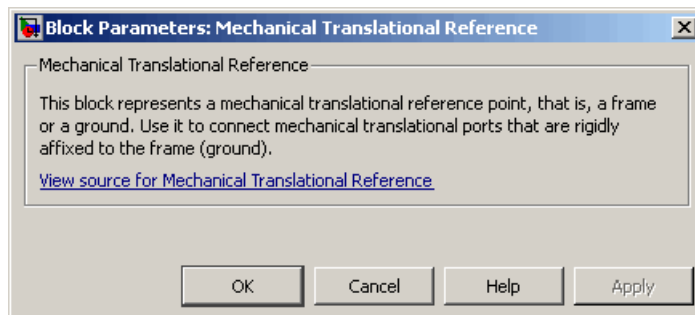 Block Parameters: Mechanical Translational Reference
Mechanical Translational Reference
This block represents a mechanical translational reference point, that is, a frame
or a ground. Use it to connect mechanical translational ports that are rigidly
affixed to the frame (ground).
View source for Mechanical Translational Reference
OK Cancel Help Apply